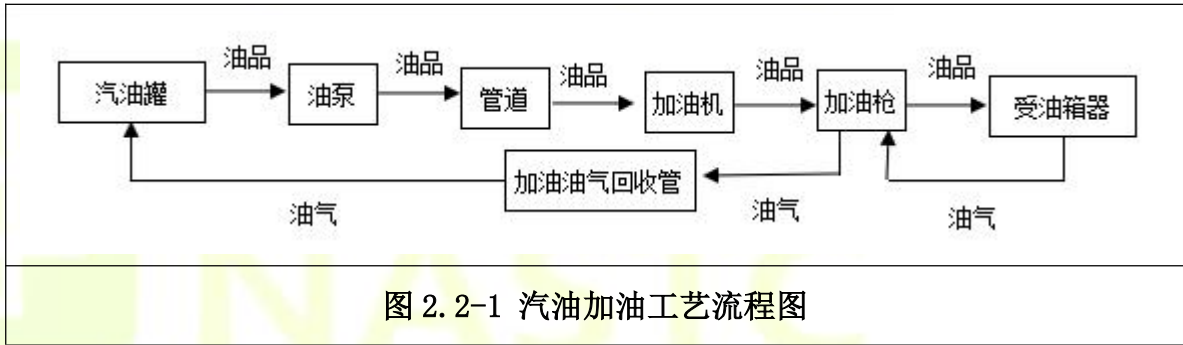 油品
油品
油品
油品
油品
汽油罐
油泵
管道
加油机
加油枪
受油箱器
加油油气回收管
油气
油气
油气
图 2.2-1 汽油加油工艺流程图
NASIC